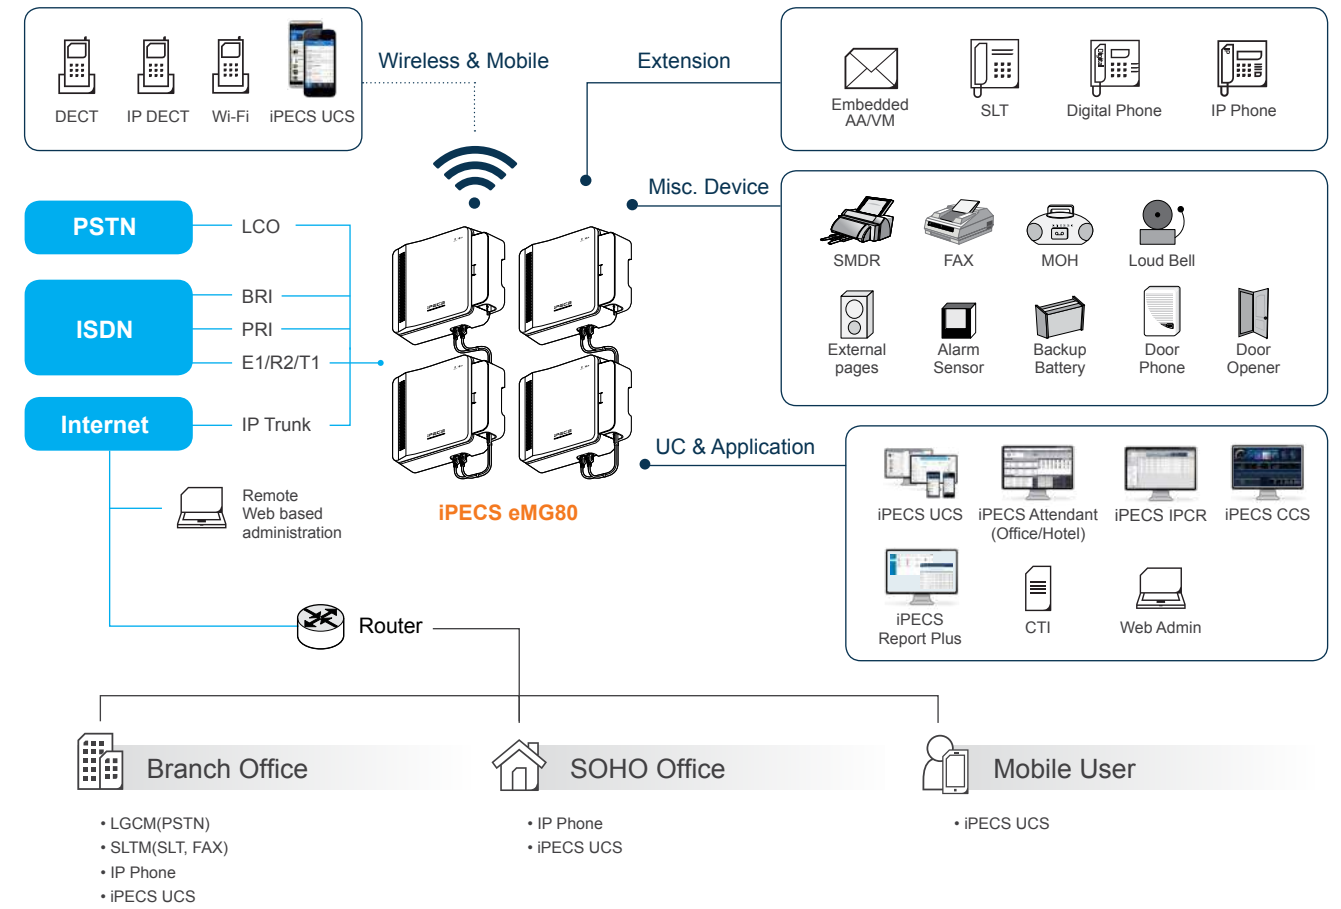 Wireless & Mobile
Extension
DECT
IP DECT
Wi-Fi
iPECS UCS
Embedded
AA/VM
SLT
Digital Phone
IP Phone
Misc. Device
PSTN
LCO
ISDN
BRI
PRI
E1/R2/T1
Internet
IP Trunk
SMDR
FAX
MOH
Loud Bell
External
pages
Alarm
Sensor
Backup
Battery
Door
Phone
Door
Opener
UC & Application
iPECS eMG80
Remote
Web based
administration
iPECS UCS
iPECS Attendant
(Office/Hotel)
iPECS IPCR
iPECS CCS
iPECS
Report Plus
CTI
Web Admin
Router
Branch Office
• LGCM(PSTN)
• SLTM(SLT, FAX)
• IP Phone
• iPECS UCS
SOHO Office
• IP Phone
• iPECS UCS
Mobile User
• iPECS UCS